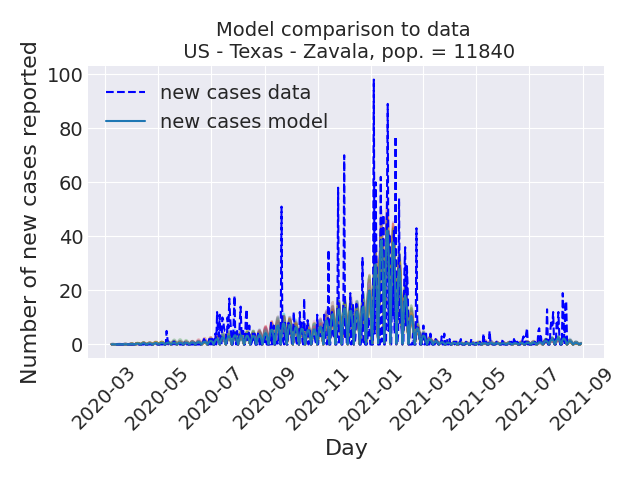 Model comparison to data
US - Texas - Zavala, pop. = 11840
new cases data
new cases model
Number of new cases reported
100
80
60
40
20
0
2020-03
2020-05
2020-07
2020-09
2020-11
2021-01
2021-03
2021-05
2021-07
2021-09
Day